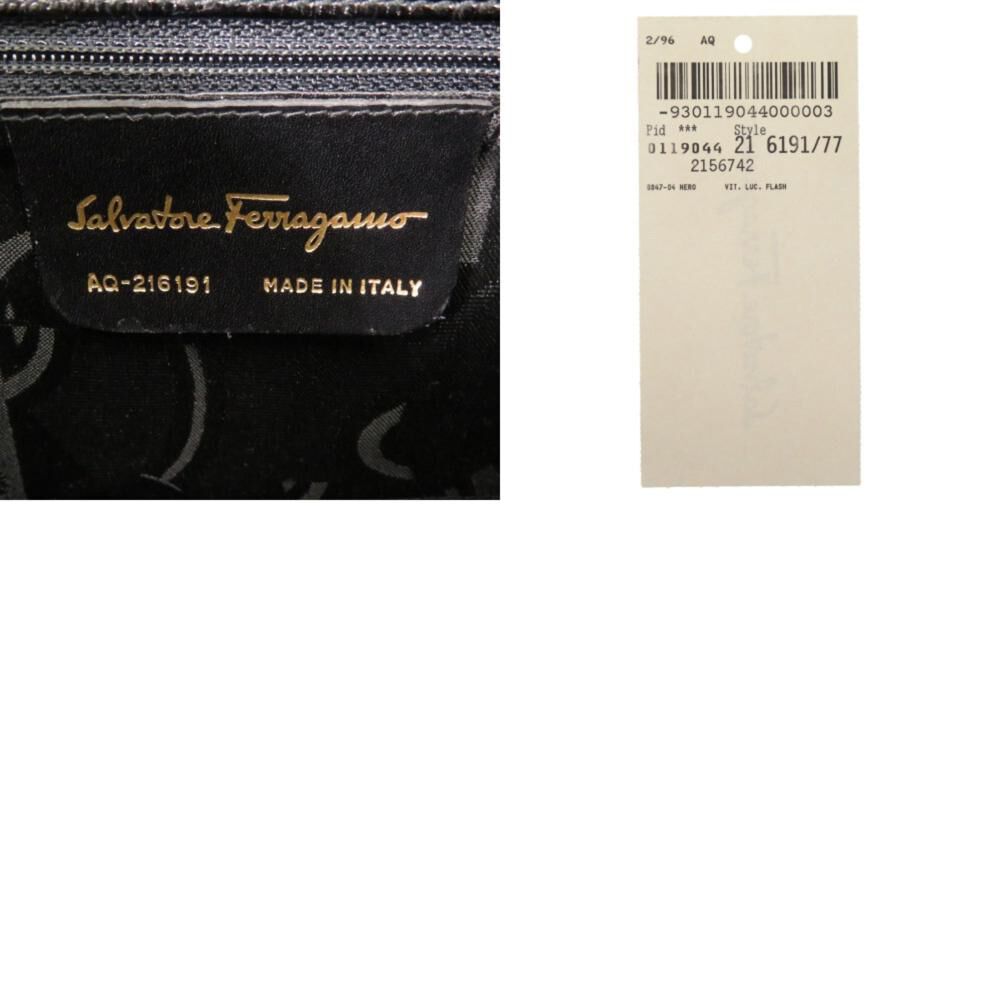 Salvatore Ferragamo
AQ-216191 MADE IN ITALY
2/96 AQ
-930119044000003
Pid *** Style
0119044 21 6191/77
2156742
0847-04 NERO VIT. LUC. FLASH